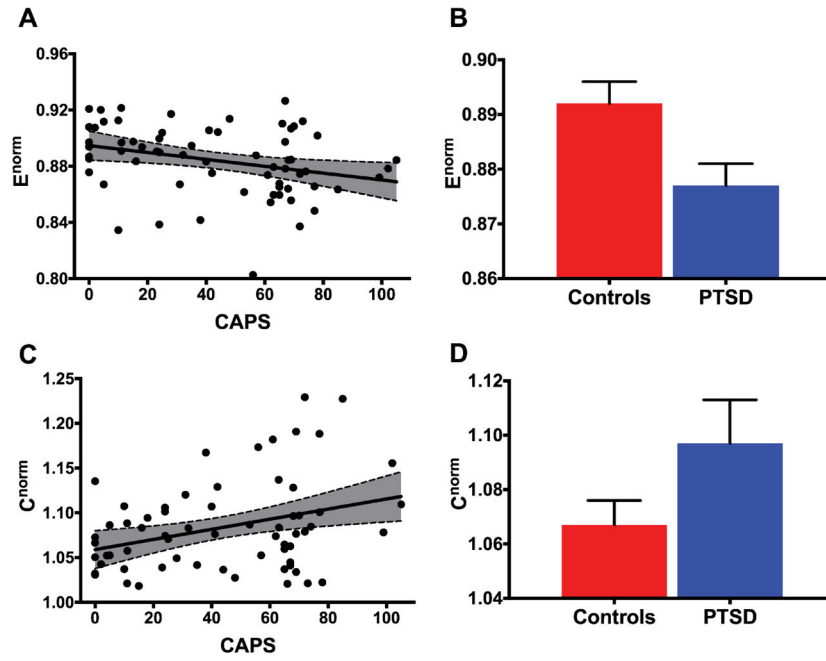 A
0.96
0.92
0.88
0.84
0.80
E^norm
0 20 40 60 80 100
CAPS
B
0.90
0.89
0.88
0.87
0.86
E^norm
Controls PTSD
C
1.25
1.20
1.15
1.10
1.05
1.00
C^norm
0 20 40 60 80 100
CAPS
D
1.12
1.10
1.08
1.06
1.04
C^norm
Controls PTSD